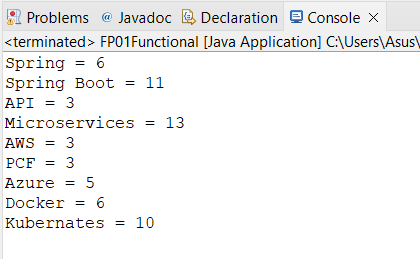 Problems @ Javadoc Declaration Console ×
<terminated> FP01Functional [Java Application] C:\Users\Asus\
Spring = 6
Spring Boot = 11
API = 3
Microservices = 13
AWS = 3
PCF = 3
Azure = 5
Docker = 6
Kubernates = 10